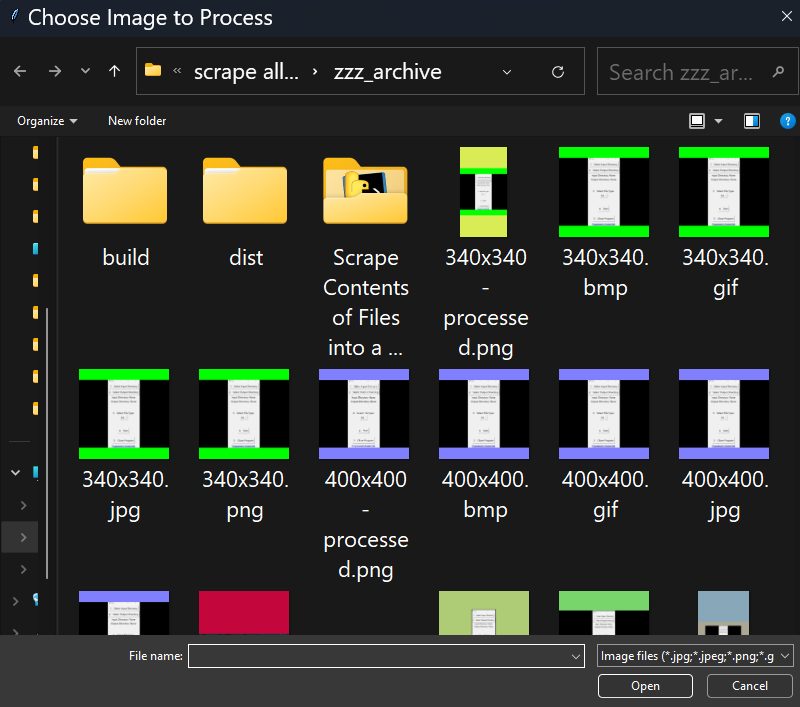 Choose Image to Process
« scrape all... › zzz_archive
Search zzz_ar...
Organize
New folder
?
build
dist
Scrape
Contents
of Files
into a ...
340x340
-
processe
d.png
340x340.
bmp
340x340.
gif
340x340.
jpg
340x340.
png
400x400
-
processe
d.png
400x400.
bmp
400x400.
gif
400x400.
jpg
File name:
Image files (*.jpg;*.jpeg;*.png;*.g
Open
Cancel